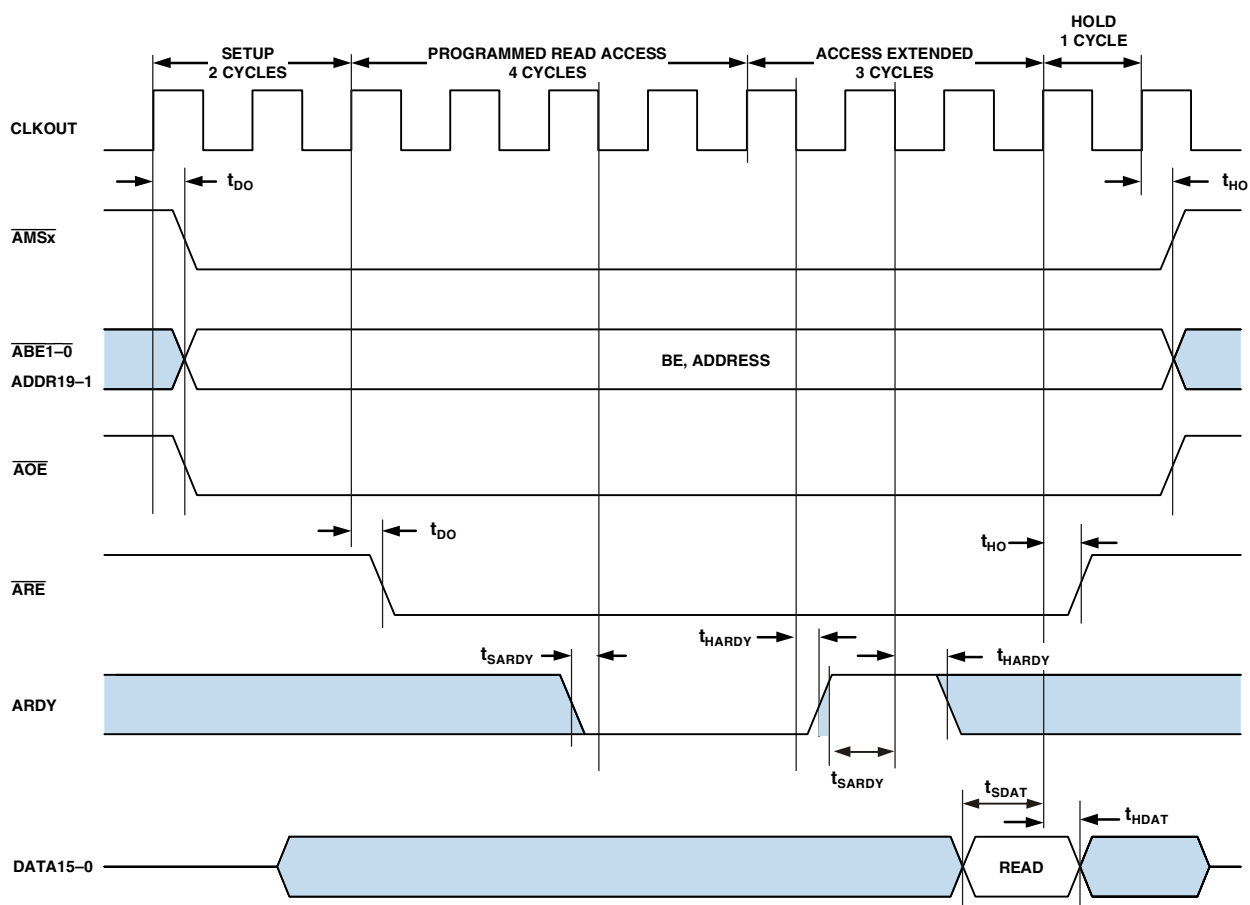 HOLD
1 CYCLE
SETUP
2 CYCLES
PROGRAMMED READ ACCESS
4 CYCLES
ACCESS EXTENDED
3 CYCLES
CLKOUT
tDO
tHO
AMSx
ABE1–0
ADDR19–1
BE, ADDRESS
AOE
tDO
tHO
ARE
tSARDY
tHARDY
tHARDY
ARDY
tSARDY
tSDAT
tHDAT
DATA15–0
READ